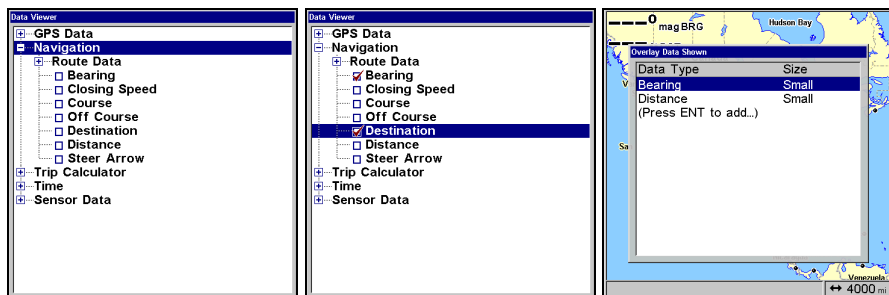 Data Viewer
GPS Data
Navigation
Route Data
Bearing
Closing Speed
Course
Off Course
Destination
Distance
Steer Arrow
Trip Calculator
Time
Sensor Data
Data Viewer
GPS Data
Navigation
Route Data
Bearing
Closing Speed
Course
Off Course
Destination
Distance
Steer Arrow
Trip Calculator
Time
Sensor Data
Hudson Bay
mag BRG
Overlay Data Shown
Data Type Size
Bearing Small
Distance Small
(Press ENT to add...)
Sa
Venezuela
4000 mi